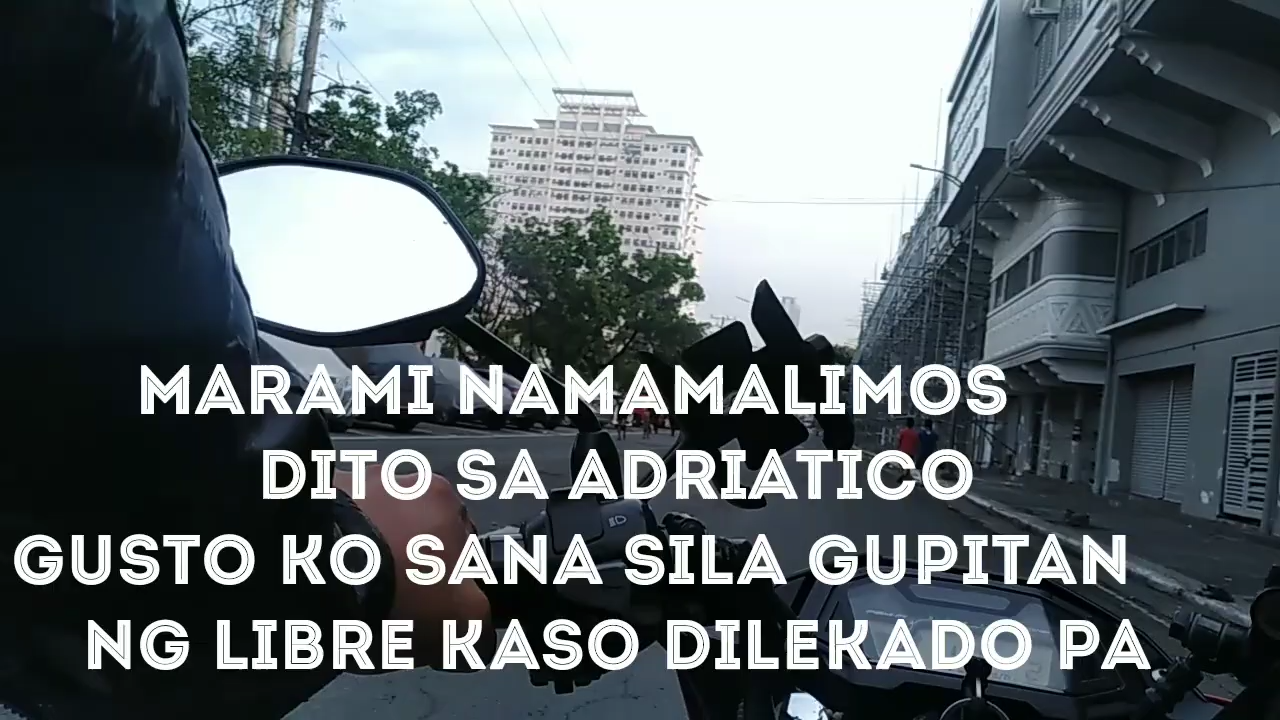 MARAMI NAMAMALIMOS
DITO SA ADRIATICO
GUSTO KO SANA SILA GUPITAN
NG LIBRE KASO DILEKADO PA